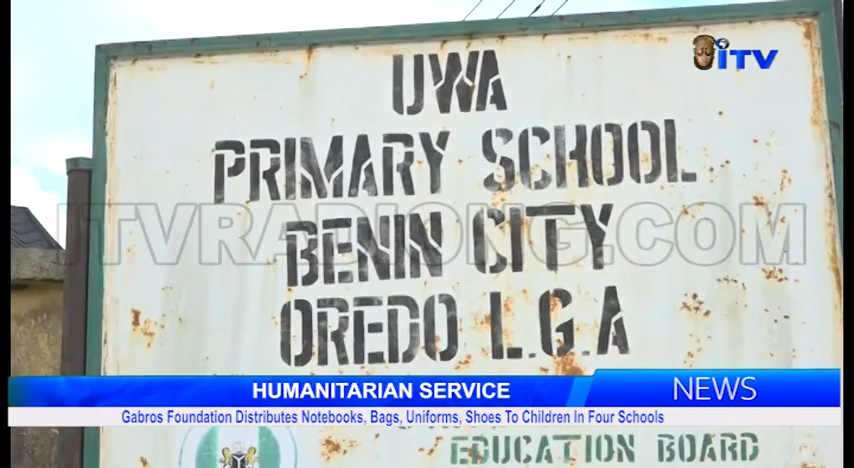 iTV
UWA
PRIMARY SCHOOL
BENIN CITY
ITVRADIONG.COM
OREDO L.G.A
HUMANITARIAN SERVICE
NEWS
Gabros Foundation Distributes Notebooks, Bags, Uniforms, Shoes To Children In Four Schools
EDUCATION BOARD